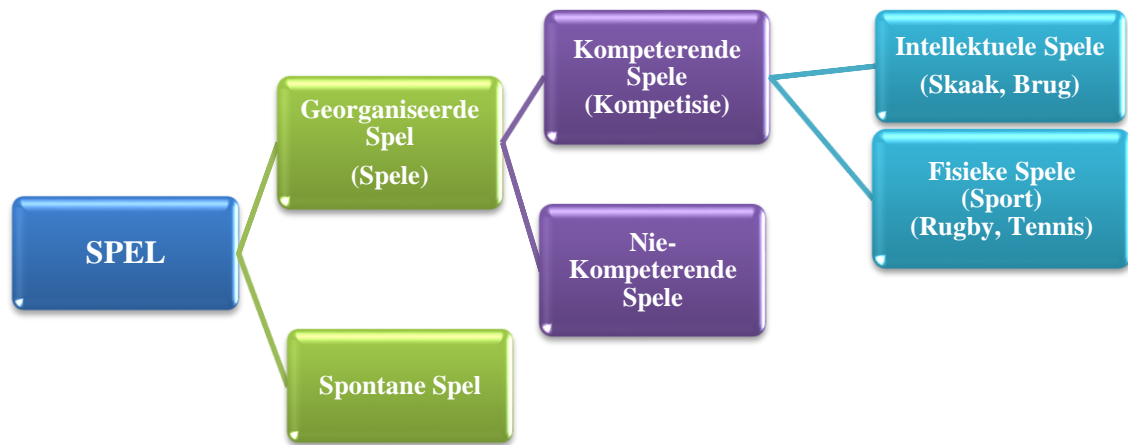 SPEL
Georganiseerde
Spel
(Spele)
Spontane Spel
Kompeterende
Spele
(Kompetisie)
Nie-
Kompeterende
Spele
Intellektuele Spele
(Skaak, Brug)
Fisieke Spele
(Sport)
(Rugby, Tennis)